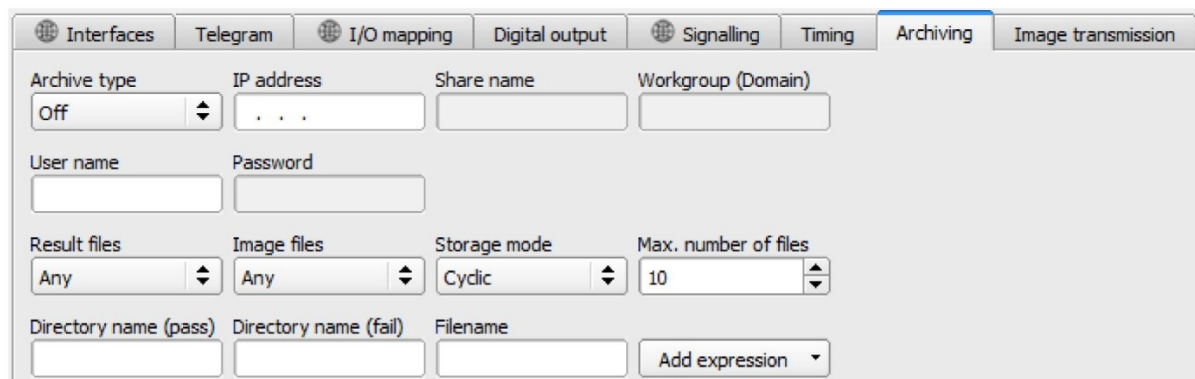 Interfaces Telegram I/O mapping Digital output Signalling Timing Archiving Image transmission
Archive type IP address Share name Workgroup (Domain)
Off . . .
User name Password
Result files Image files Storage mode Max. number of files
Any Any Cyclic 10
Directory name (pass) Directory name (fail) Filename
Add expression